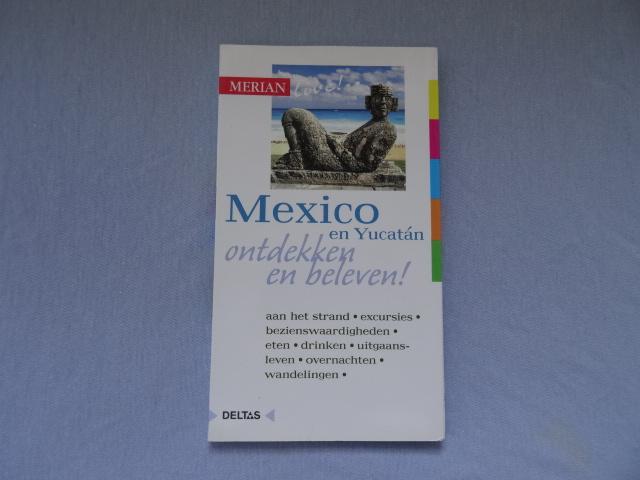 MERIAN live!
Mexico
en Yucatán
ontdekken
en beleven!
aan het strand • excursies •
bezienswaardigheden •
eten • drinken • uitgaans-
leven • overnachten •
wandelingen •
DELTAS